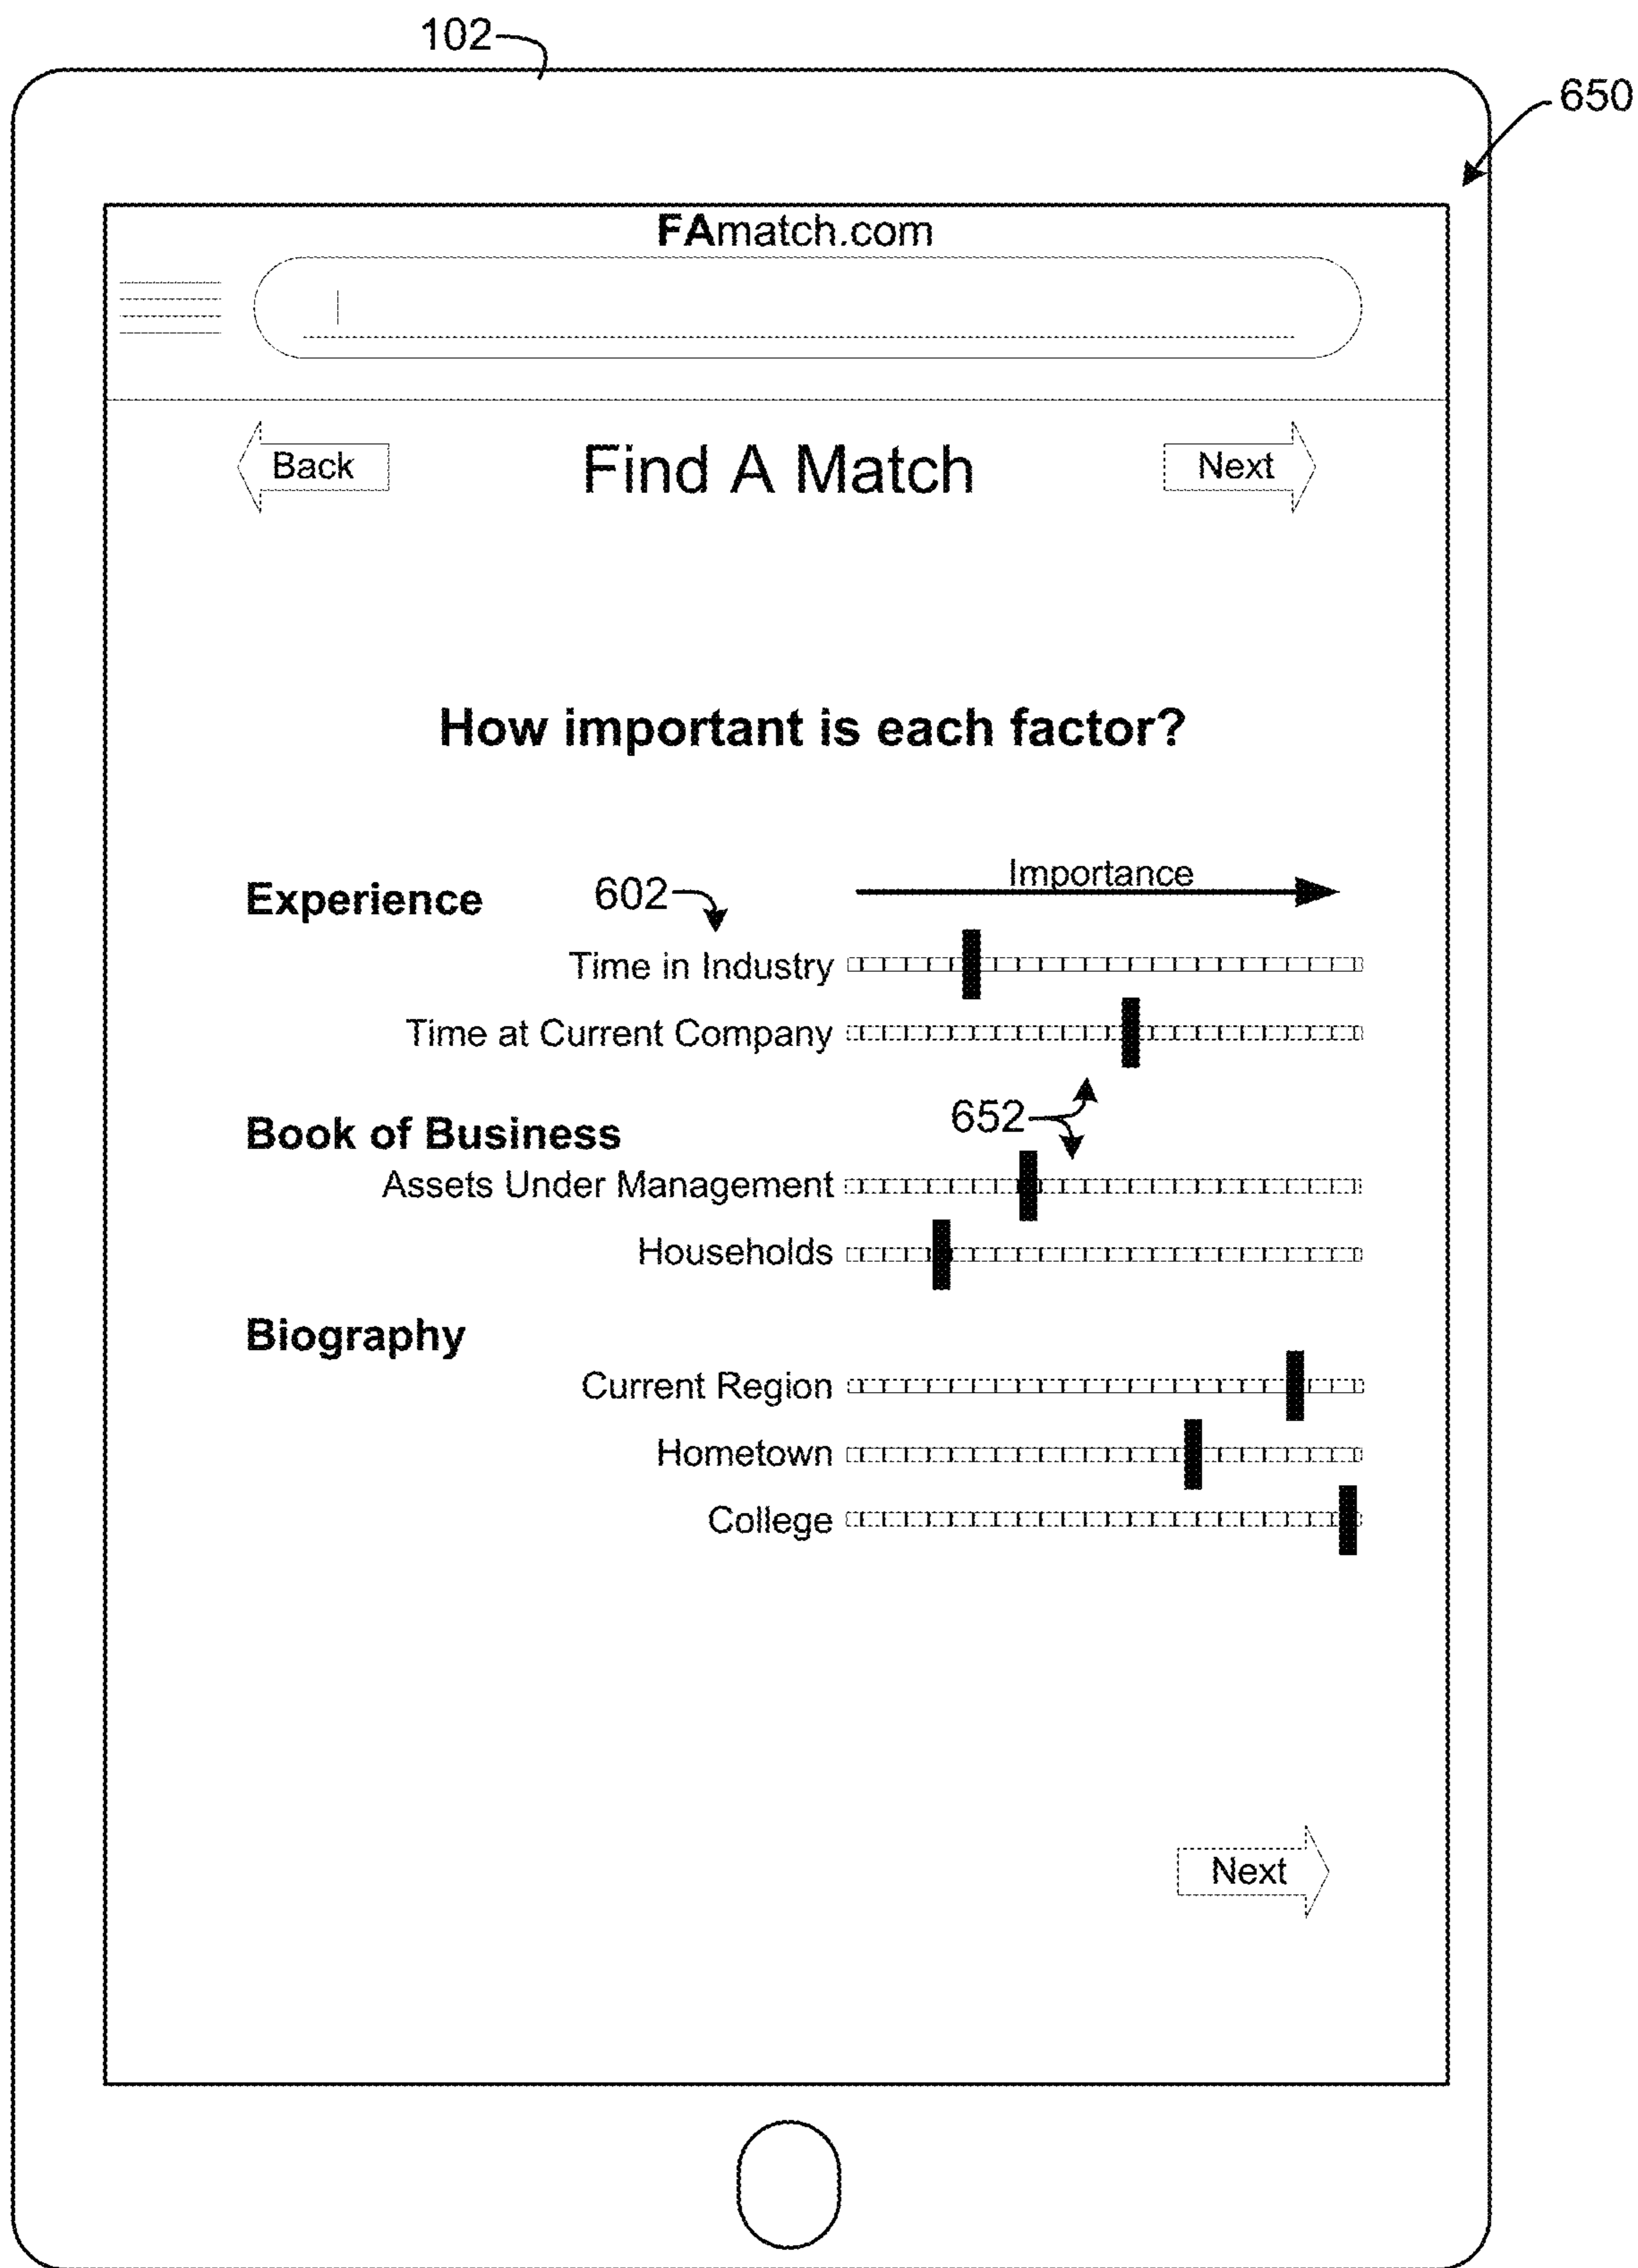 102
650
FAmatch.com
Back
Find A Match
Next
How important is each factor?
Importance
Experience
602
Time in Industry
Time at Current Company
652
Book of Business
Assets Under Management
Households
Biography
Current Region
Hometown
College
Next